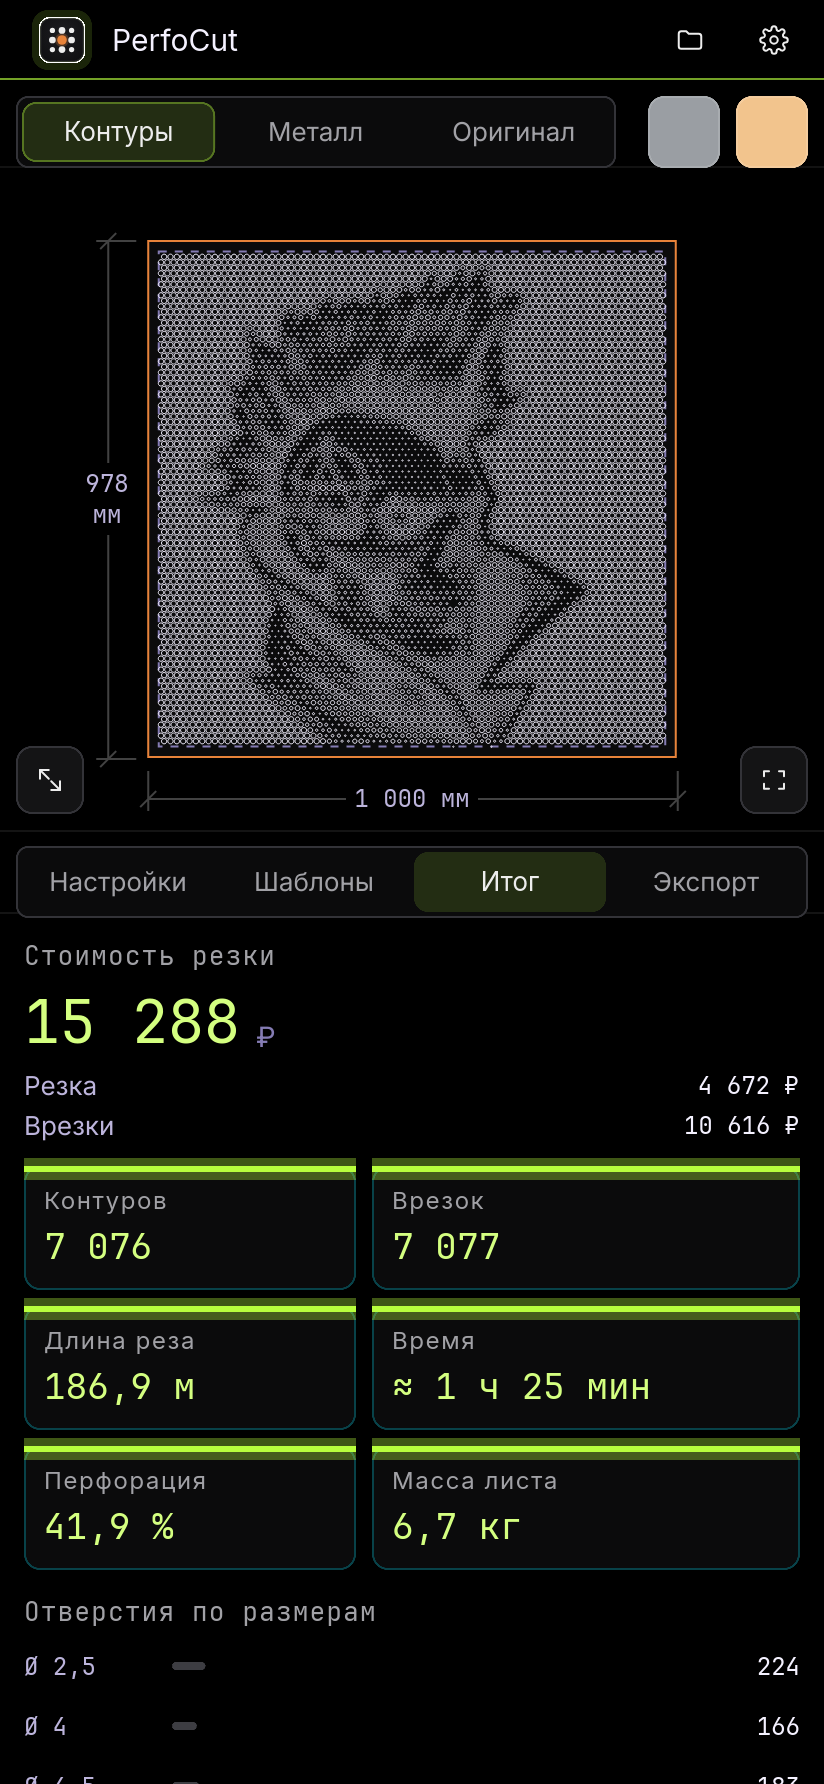 PerfoCut
Контуры Металл Оригинал
978
мм
1 000 мм
Настройки Шаблоны Итог Экспорт
Стоимость резки
15 288 ₽
Резка 4 672 ₽
Врезки 10 616 ₽
Контуров Врезок
7 076 7 077
Длина реза Время
186,9 м ≈ 1 ч 25 мин
Перфорация Масса листа
41,9 % 6,7 кг
Отверстия по размерам
Ø 2,5 224
Ø 4 166